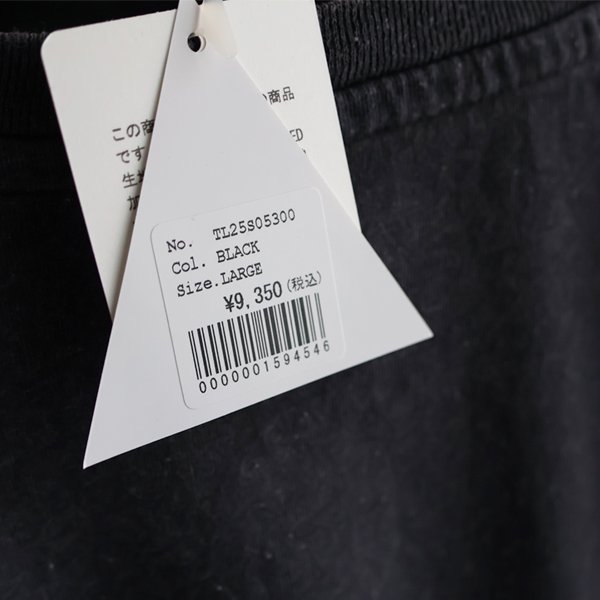 の商品
この商
ED
です
生
加
No. TL25S05300
Col. BLACK
Size.LARGE
¥9,350(税込)
0000001594546